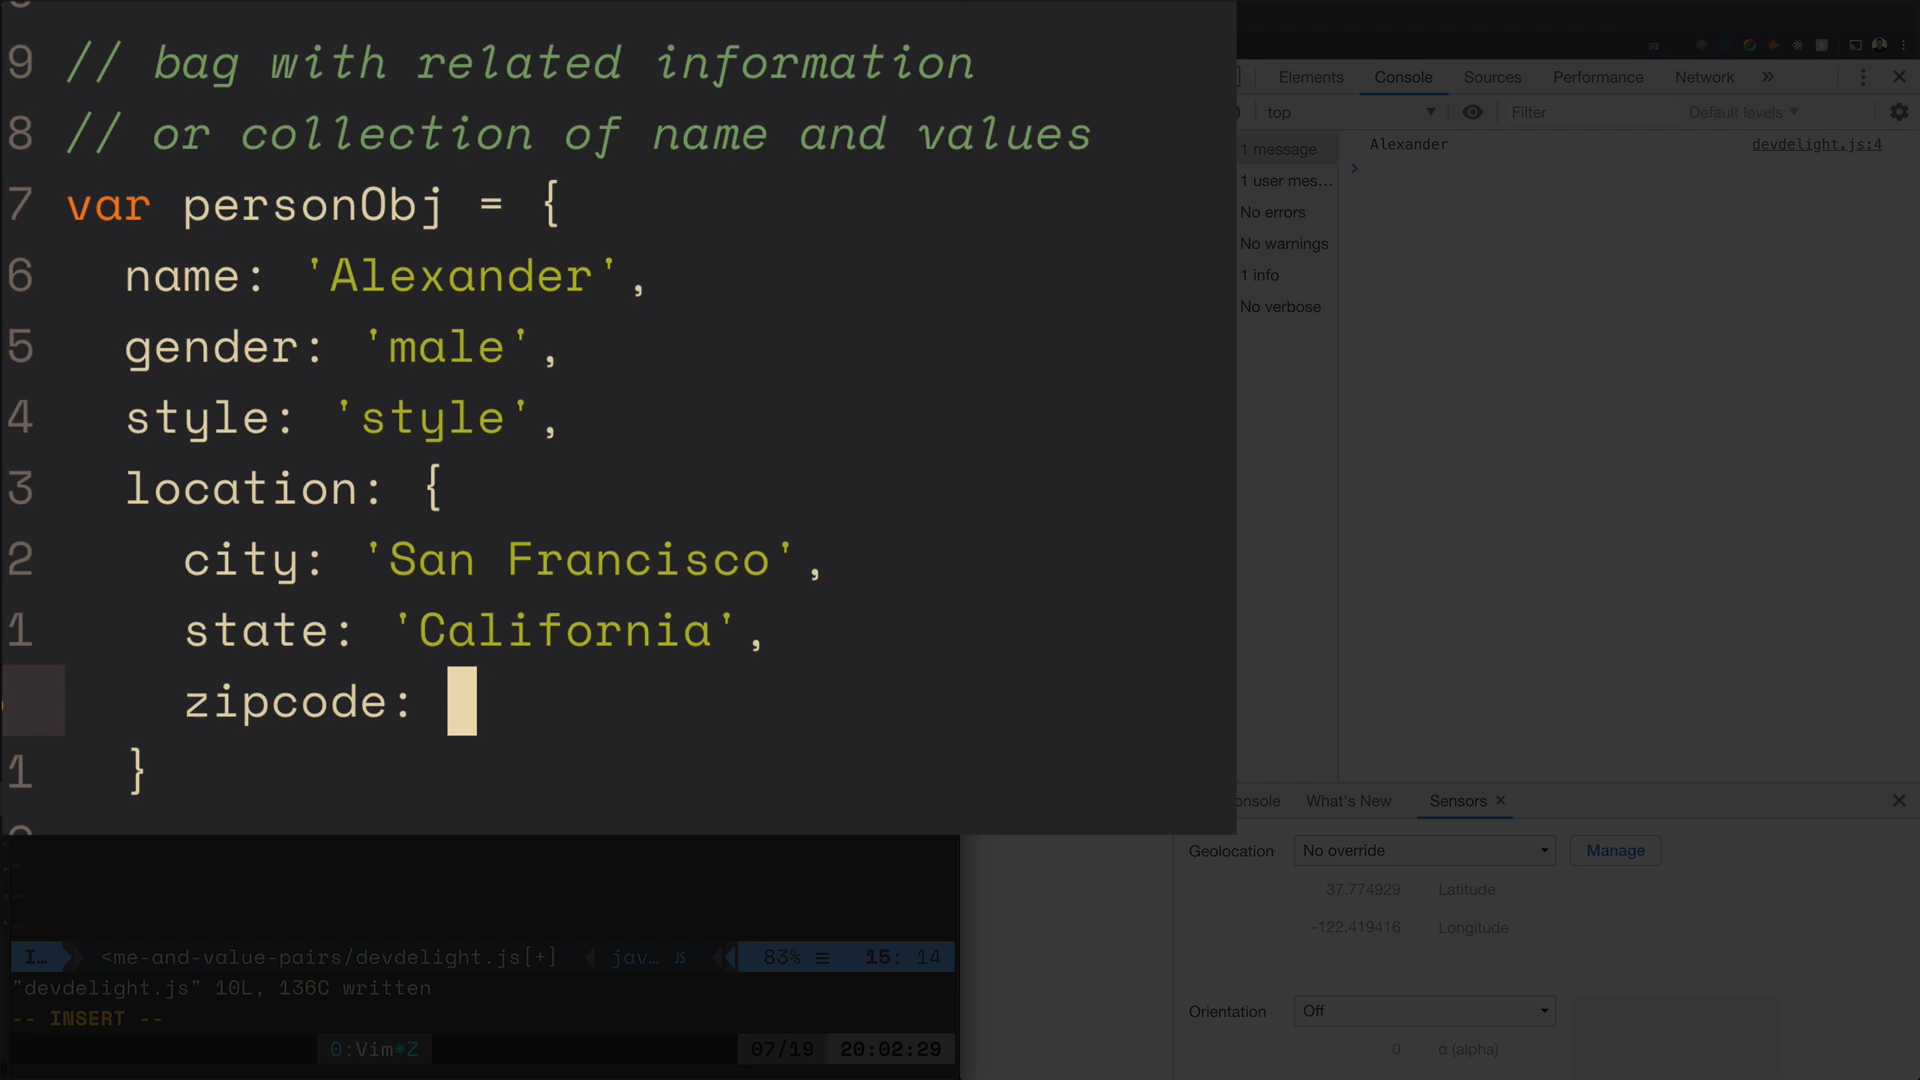 9 // bag with related information
8 // or collection of name and values
7 var personObj = {
6 name: 'Alexander',
5 gender: 'male',
4 style: 'style',
3 location: {
2 city: 'San Francisco',
1 state: 'California',
zipcode:
1 }
I… <me-and-value-pairs/devdelight.js[+] jav… JS 83% ≡ 15: 14
"devdelight.js" 10L, 136C written
-- INSERT --
0:Vim*Z 07/19 20:02:29
Elements Console Sources Performance Network »
top Filter Default levels
1 message
1 user mes…
No errors
No warnings
1 info
No verbose
Alexander devdelight.js:4
>
onsole What's New Sensors ×
Geolocation No override Manage
37.774929 Latitude
-122.419416 Longitude
Orientation Off
0 α (alpha)